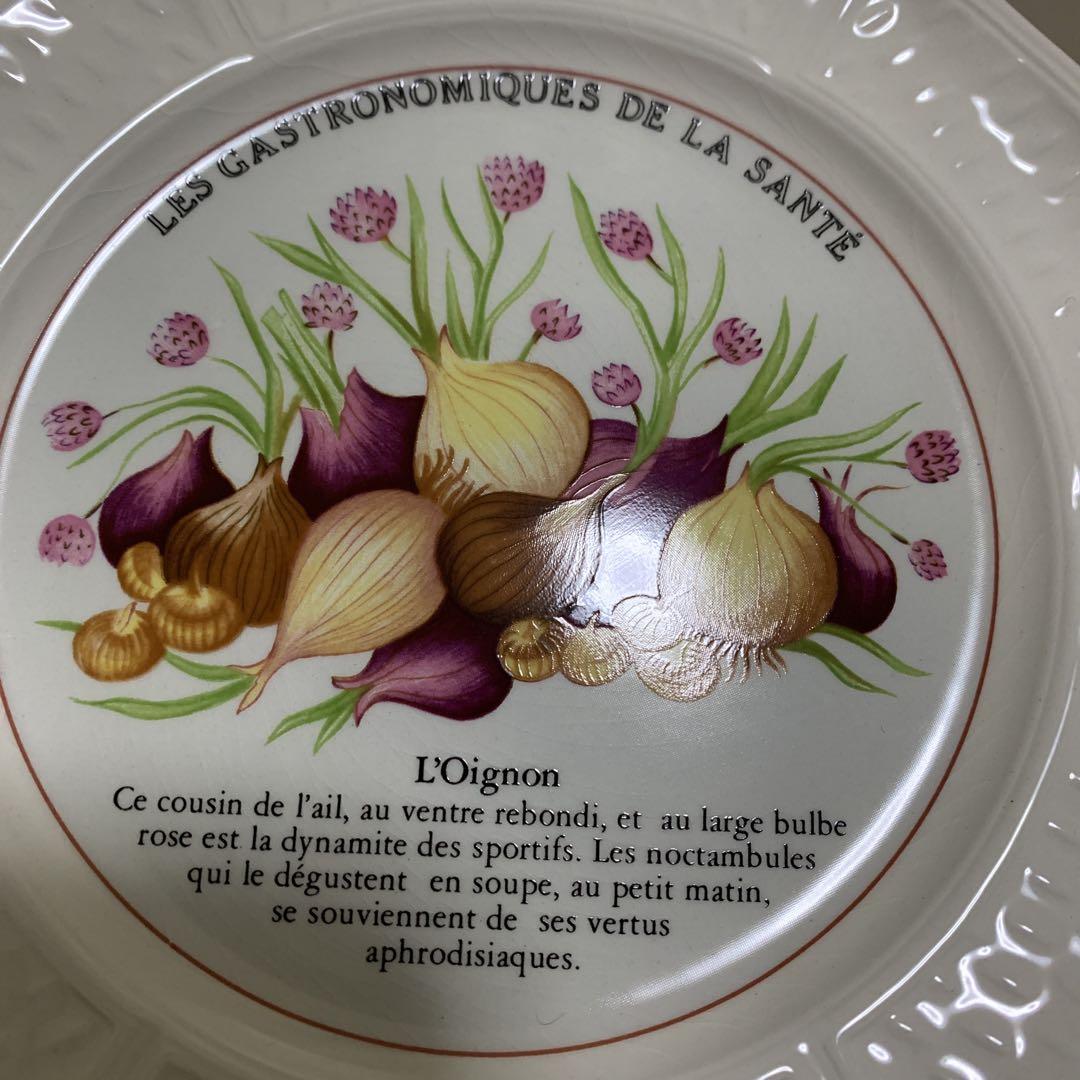 LES GASTRONOMIQUES DE LA SANTÉ
L'Oignon
Ce cousin de l'ail, au ventre rebondi, et au large bulbe
rose est la dynamite des sportifs. Les noctambules
qui le dégustent en soupe, au petit matin,
se souviennent de ses vertus
aphrodisiaques.